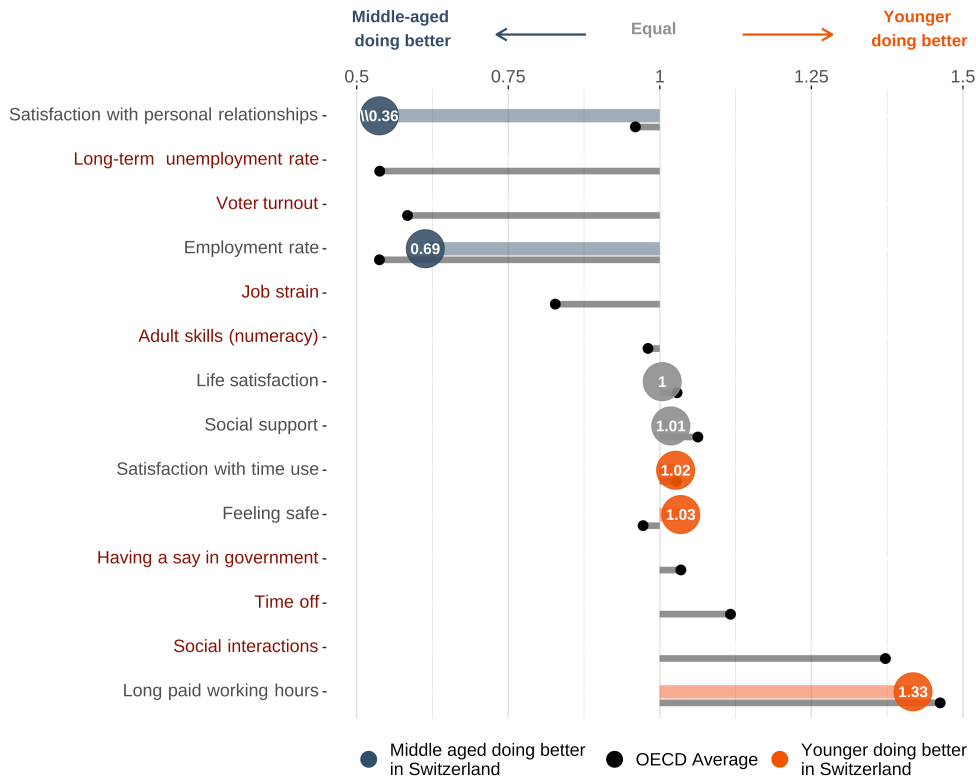 Middle-aged
doing better
Equal
Younger
doing better
0.5 0.75 1 1.25 1.5
Satisfaction with personal relationships
\\0.36
Long-term unemployment rate
Voter turnout
Employment rate
0.69
Job strain
Adult skills (numeracy)
Life satisfaction
1
Social support
1.01
Satisfaction with time use
1.02
Feeling safe
1.03
Having a say in government
Time off
Social interactions
Long paid working hours
1.33
Middle aged doing better
in Switzerland
OECD Average
Younger doing better
in Switzerland